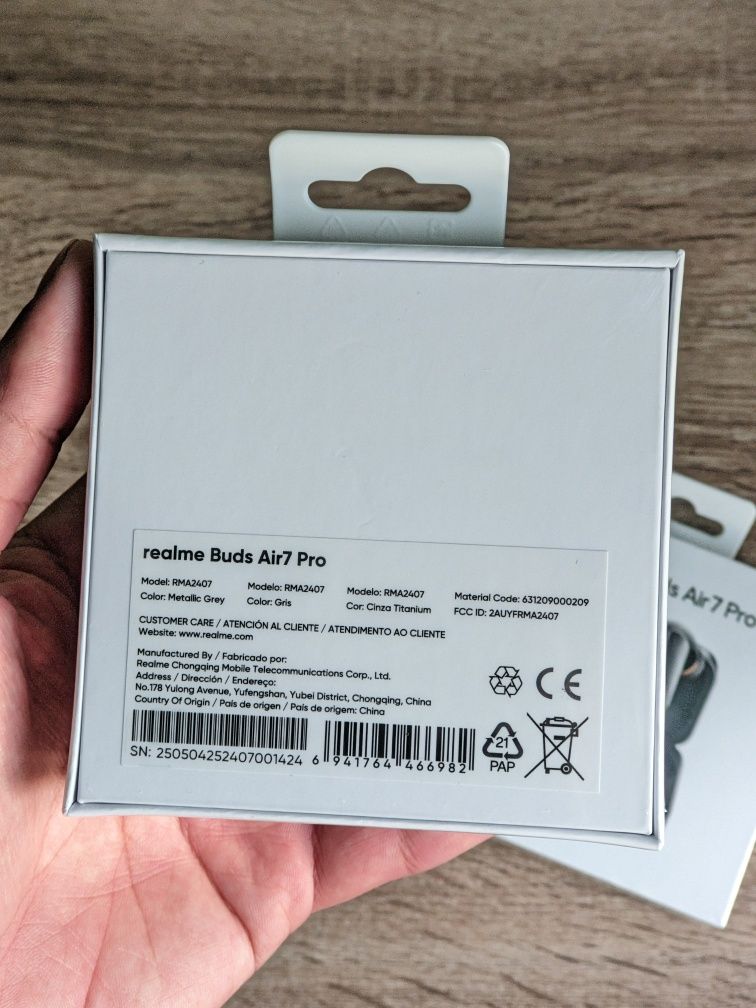 realme Buds Air7 Pro
Model: RMA2407 Modelo: RMA2407 Modelo: RMA2407 Material Code: 631209000209
Color: Metallic Grey Color: Gris Cor: Cinza Titanium FCC ID: 2AUYFRMA2407
CUSTOMER CARE / ATENCIÓN AL CLIENTE / ATENDIMENTO AO CLIENTE
Website: www.realme.com
Manufactured By / Fabricado por:
Realme Chongqing Mobile Telecommunications Corp., Ltd.
Address / Dirección / Endereço:
No.178 Yulong Avenue, Yufengshan, Yubei District, Chongqing, China
Country Of Origin / País de origen / País de origem: China
CE
21
PAP
SN: 250504252407001424 6 941764 466982
ds Air7 Pro